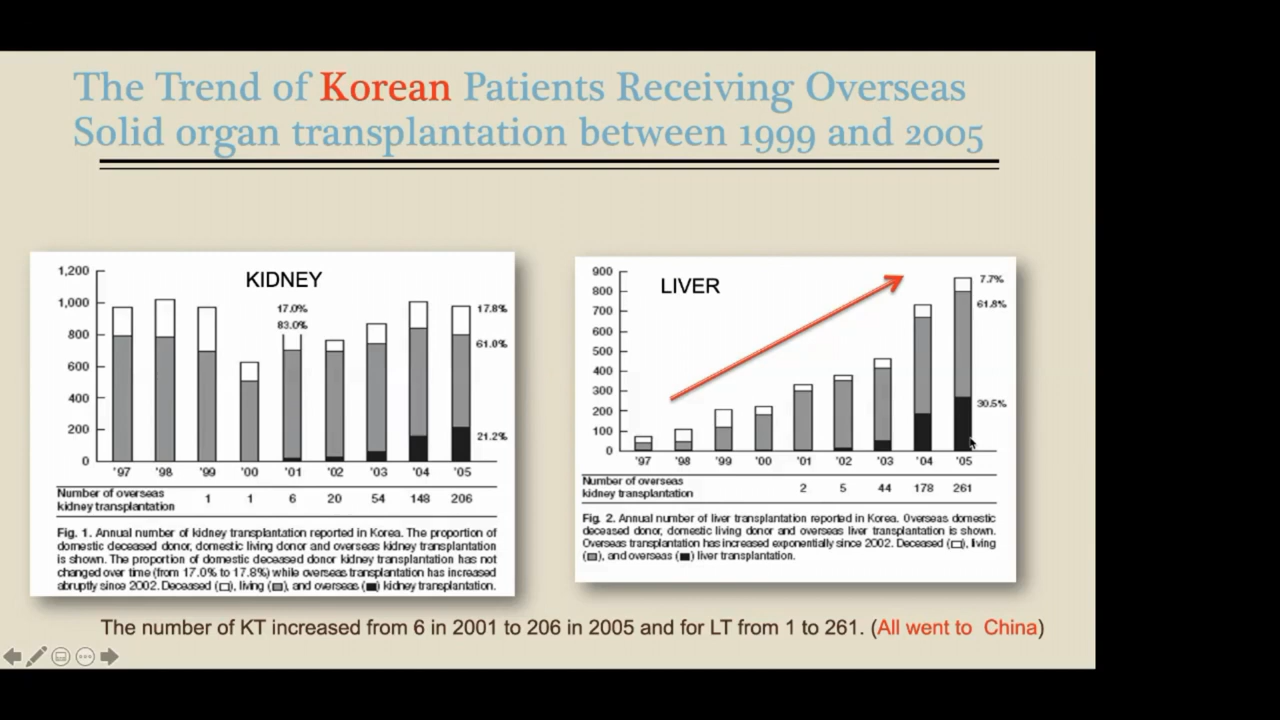 The Trend of Korean Patients Receiving Overseas
Solid organ transplantation between 1999 and 2005
KIDNEY
1,200
1,000
800
600
400
200
0
17.0%
83.0%
17.8%
61.0%
21.2%
'97 '98 '99 '00 '01 '02 '03 '04 '05
Number of overseas
kidney transplantation
1 1 6 20 54 148 206
Fig. 1. Annual number of kidney transplantation reported in Korea. The proportion of
domestic deceased donor, domestic living donor and overseas kidney transplantation
is shown. The proportion of domestic deceased donor kidney transplantation has not
changed over time (from 17.0% to 17.8%) while overseas transplantation has increased
abruptly since 2002. Deceased (□), living (■), and overseas (■) kidney transplantation.
LIVER
900
800
700
600
500
400
300
200
100
0
7.7%
61.8%
30.5%
'97 '98 '99 '00 '01 '02 '03 '04 '05
Number of overseas
kidney transplantation
2 5 44 178 261
Fig. 2. Annual number of liver transplantation reported in Korea. Overseas domestic
deceased donor, domestic living donor and overseas liver transplantation is shown.
Overseas transplantation has increased exponentially since 2002. Deceased (□), living
(■), and overseas (■) liver transplantation.
The number of KT increased from 6 in 2001 to 206 in 2005 and for LT from 1 to 261. (All went to China)